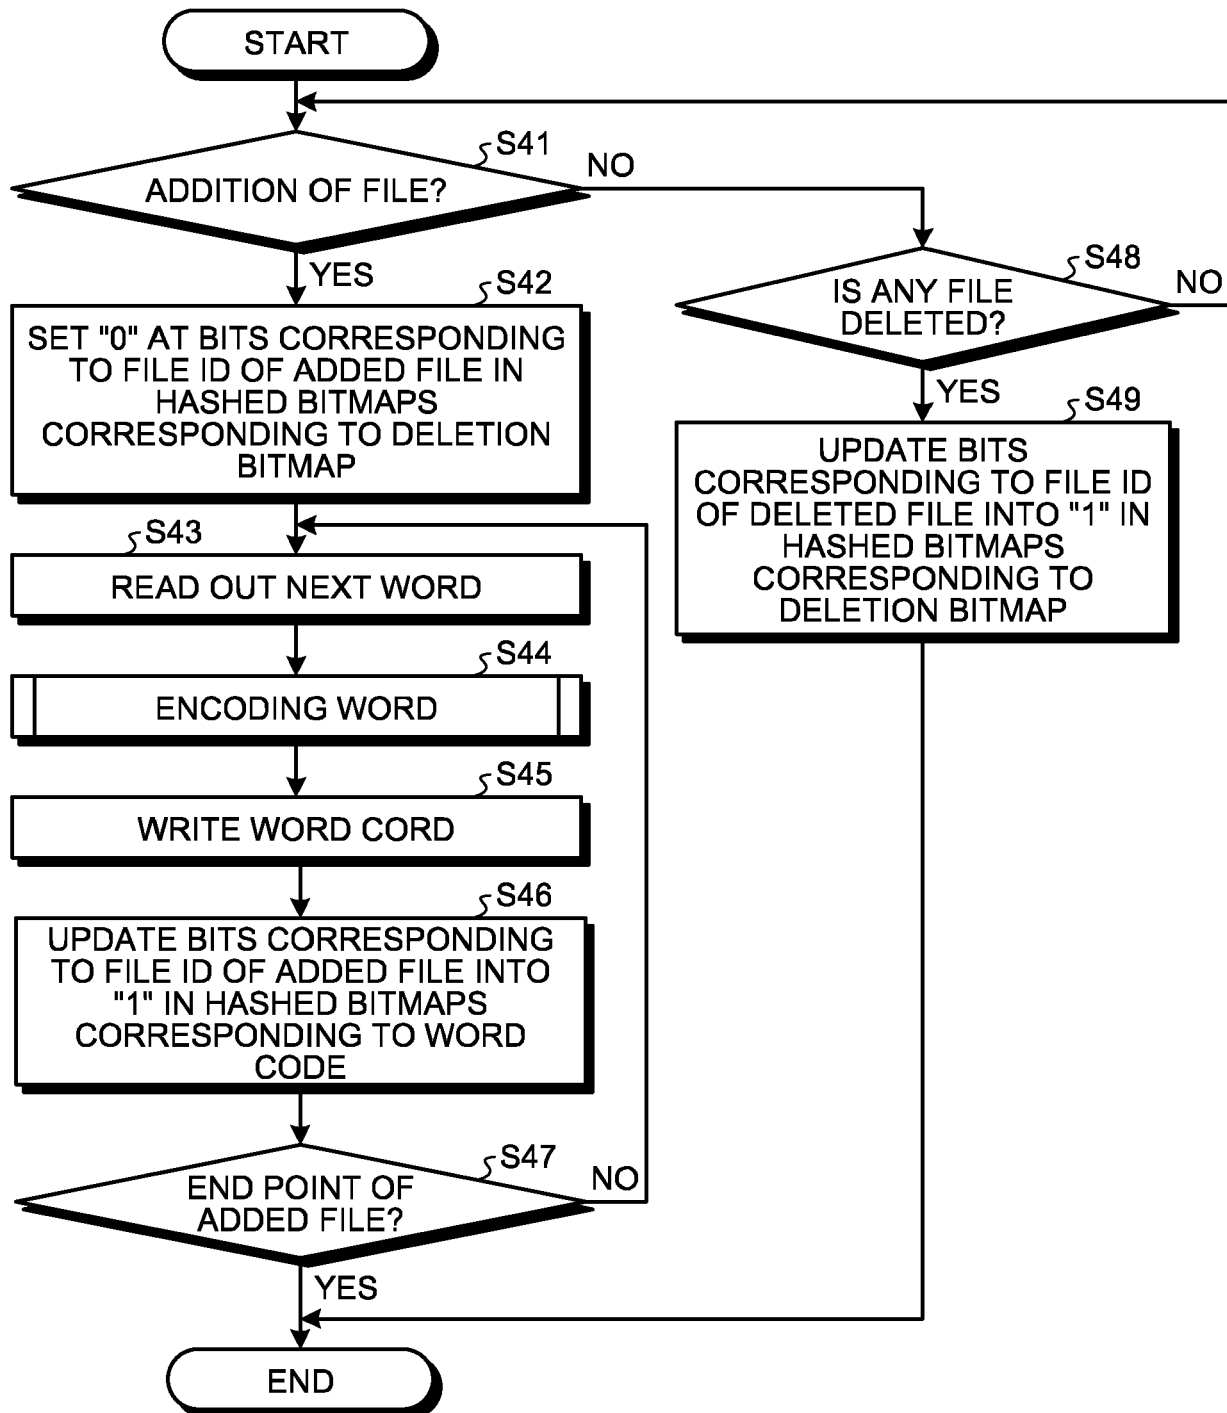 START
S41
ADDITION OF FILE?
NO
YES
S42
SET "0" AT BITS CORRESPONDING
TO FILE ID OF ADDED FILE IN
HASHED BITMAPS
CORRESPONDING TO DELETION
BITMAP
S43
READ OUT NEXT WORD
S44
ENCODING WORD
S45
WRITE WORD CORD
S46
UPDATE BITS CORRESPONDING
TO FILE ID OF ADDED FILE INTO
"1" IN HASHED BITMAPS
CORRESPONDING TO WORD
CODE
S47
END POINT OF
ADDED FILE?
NO
YES
END
S48
IS ANY FILE
DELETED?
NO
YES
S49
UPDATE BITS
CORRESPONDING TO FILE ID
OF DELETED FILE INTO "1" IN
HASHED BITMAPS
CORRESPONDING TO
DELETION BITMAP